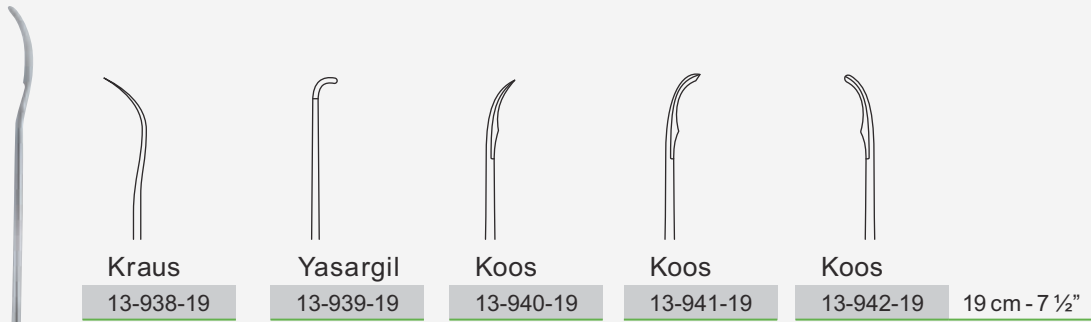 Kraus Yasargil Koos Koos Koos
13-938-19 13-939-19 13-940-19 13-941-19 13-942-19 19 cm - 7 ½”